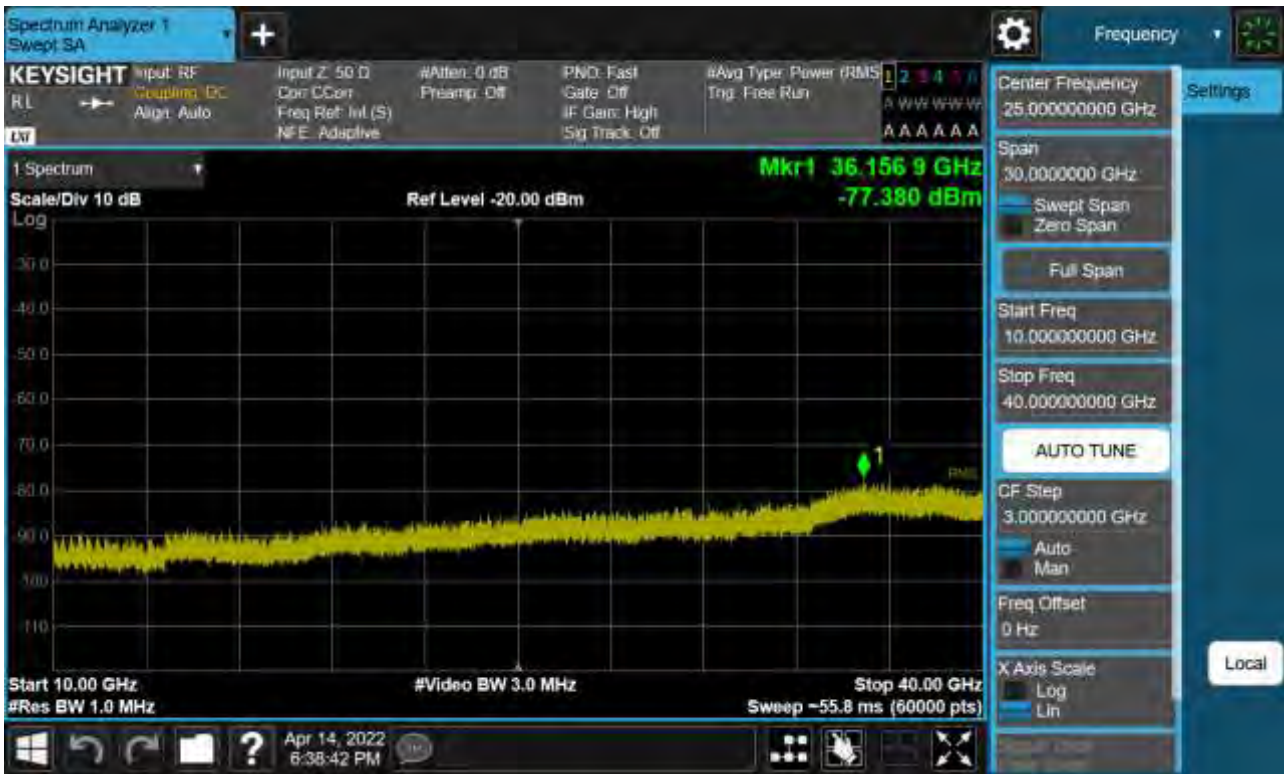 Spectrum Analyzer 1
Swept SA
Frequency
KEYSIGHT
RL
Input: RF
Coupling: DC
Align: Auto
Input Z: 50 Ω
Corr CCorr
Freq Ref: Int (S)
NFE: Adaptive
#Atten: 0 dB
Preamp: Off
PNO: Fast
Gate: Off
IF Gain: High
Sig Track: Off
#Avg Type: Power (RMS
Trig: Free Run
1 2 3 4 5 6
A W W W W W
A A A A A A
1 Spectrum
Scale/Div 10 dB
Log
Ref Level -20.00 dBm
Mkr1 36.156 9 GHz
-77.380 dBm
-30.0
-40.0
-50.0
-60.0
-70.0
-80.0
-90.0
-100
-110
1
RMS
Start 10.00 GHz
#Res BW 1.0 MHz
#Video BW 3.0 MHz
Stop 40.00 GHz
Sweep ~55.8 ms (60000 pts)
Apr 14, 2022
6:38:42 PM
Center Frequency
25.000000000 GHz
Settings
Span
30.0000000 GHz
Swept Span
Zero Span
Full Span
Start Freq
10.000000000 GHz
Stop Freq
40.000000000 GHz
AUTO TUNE
CF Step
3.000000000 GHz
Auto
Man
Freq Offset
0 Hz
X Axis Scale
Log
Lin
Local